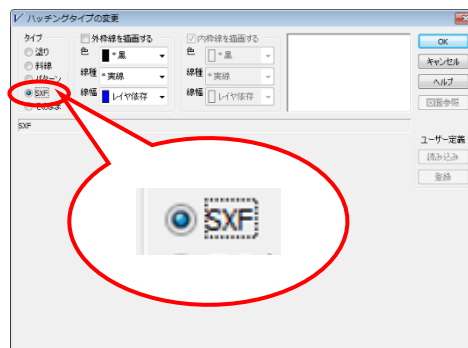 ハッチングタイプの変更
タイプ
塗り
斜線
パターン
SXF
そのまま
外枠線を描画する
色
*黒
線種
*実線
線幅
レイヤ依存
内枠線を描画する
色
*黒
線種
*実線
線幅
レイヤ依存
OK
キャンセル
ヘルプ
図面参照
ユーザー定義
読み込み
登録
SXF
SXF